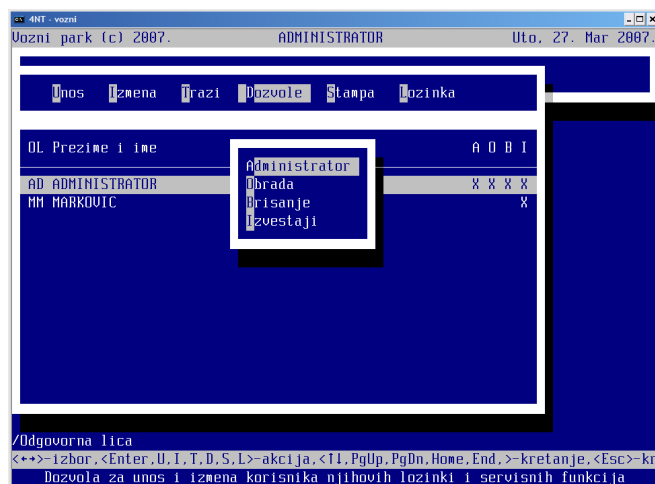 4NT - vozni
Vozni park (c) 2007. ADMINISTRATOR Uto, 27. Mar 2007.
Unos Izmena Trazi Dozvole Stampa Lozinka
OL Prezime i ime A O B I
Administrator
AD ADMINISTRATOR X X X X
Obrada
MM MARKOVIC X
Brisanje
Izvestaji
/Odgovorna lica
<←→>-izbor,<Enter,U,I,T,D,S,L>-akcija,<↑↓,PgUp,PgDn,Home,End,>-kretanje,<Esc>-kr
Dozvola za unos i izmena korisnika njihovih lozinki i servisnih funkcija